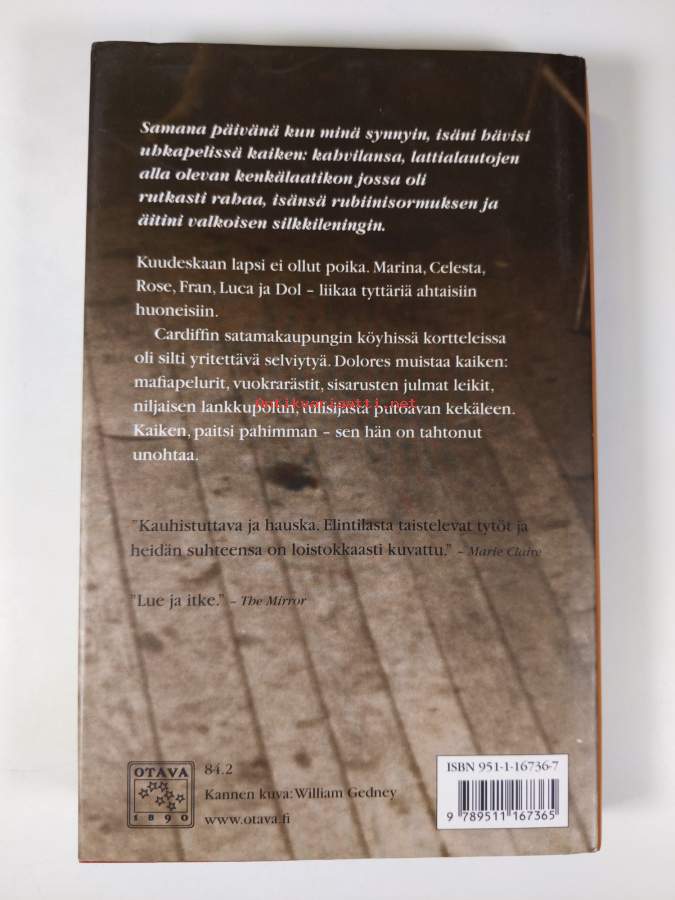 Samana päivänä kun minä synnyin, isäni hävisi
uhkapelissä kaiken: kahvilansa, lattialautojen
alla olevan kenkälaatikon jossa oli
rutkasti rahaa, isänsä rubiinisormuksen ja
äitini valkoisen silkkileningin.
Kuudeskaan lapsi ei ollut poika. Marina, Celesta,
Rose, Fran, Luca ja Dol – liikaa tyttäriä ahtaisiin
huoneisiin.
Cardiffin satamakaupungin köyhissä kortteleissa
oli silti yritettävä selviytyä. Dolores muistaa kaiken:
mafiapelurit, vuokrarästit, sisarusten julmat leikit,
niljaisen lankkupolun, tulisijasta putoavan kekäleen.
Antikvariaatti.net
Kaiken, paitsi pahimman – sen hän on tahtonut
unohtaa.
"Kauhistuttava ja hauska. Elintilasta taistelevat tytöt ja
heidän suhteensa on loistokkaasti kuvattu." – Marie Claire
"Lue ja itke." – The Mirror
OTAVA
1890
84.2
Kannen kuva: William Gedney
www.otava.fi
ISBN 951-1-16736-7
9 789511 167365